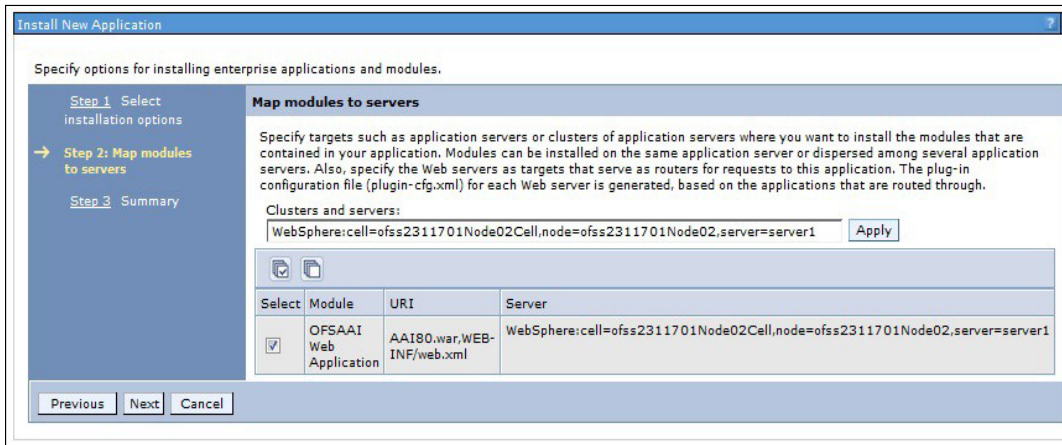 Install New Application
?
Specify options for installing enterprise applications and modules.
Step 1 Select
installation options
Step 2: Map modules
to servers
Step 3 Summary
Map modules to servers
Specify targets such as application servers or clusters of application servers where you want to install the modules that are
contained in your application. Modules can be installed on the same application server or dispersed among several application
servers. Also, specify the Web servers as targets that serve as routers for requests to this application. The plug-in
configuration file (plugin-cfg.xml) for each Web server is generated, based on the applications that are routed through.
Clusters and servers:
WebSphere:cell=ofss2311701Node02Cell,node=ofss2311701Node02,server=server1 Apply
Select Module URI Server
OFSAAI
Web
Application
AAI80.war,WEB-
INF/web.xml
WebSphere:cell=ofss2311701Node02Cell,node=ofss2311701Node02,server=server1
Previous Next Cancel